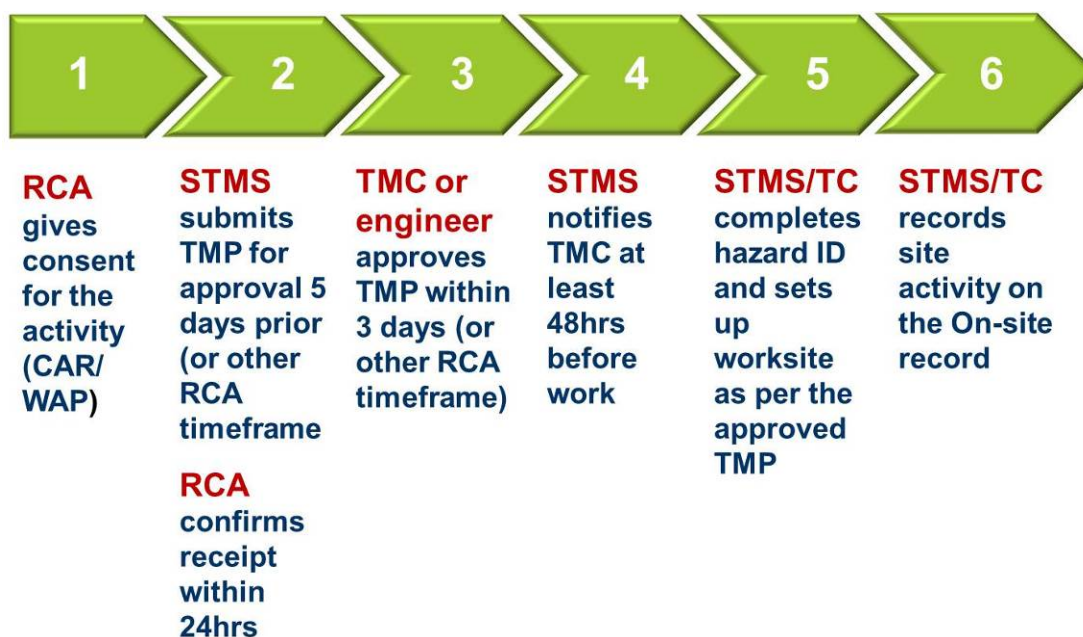 1
2
3
4
5
6
RCA
gives
consent
for the
activity
(CAR/
WAP)
STMS
submits
TMP for
approval 5
days prior
(or other
RCA
timeframe
RCA
confirms
receipt
within
24hrs
TMC or
engineer
approves
TMP within
3 days (or
other RCA
timeframe)
STMS
notifies
TMC at
least
48hrs
before
work
STMS/TC
completes
hazard ID
and sets
up
worksite
as per the
approved
TMP
STMS/TC
records
site
activity on
the On-site
record